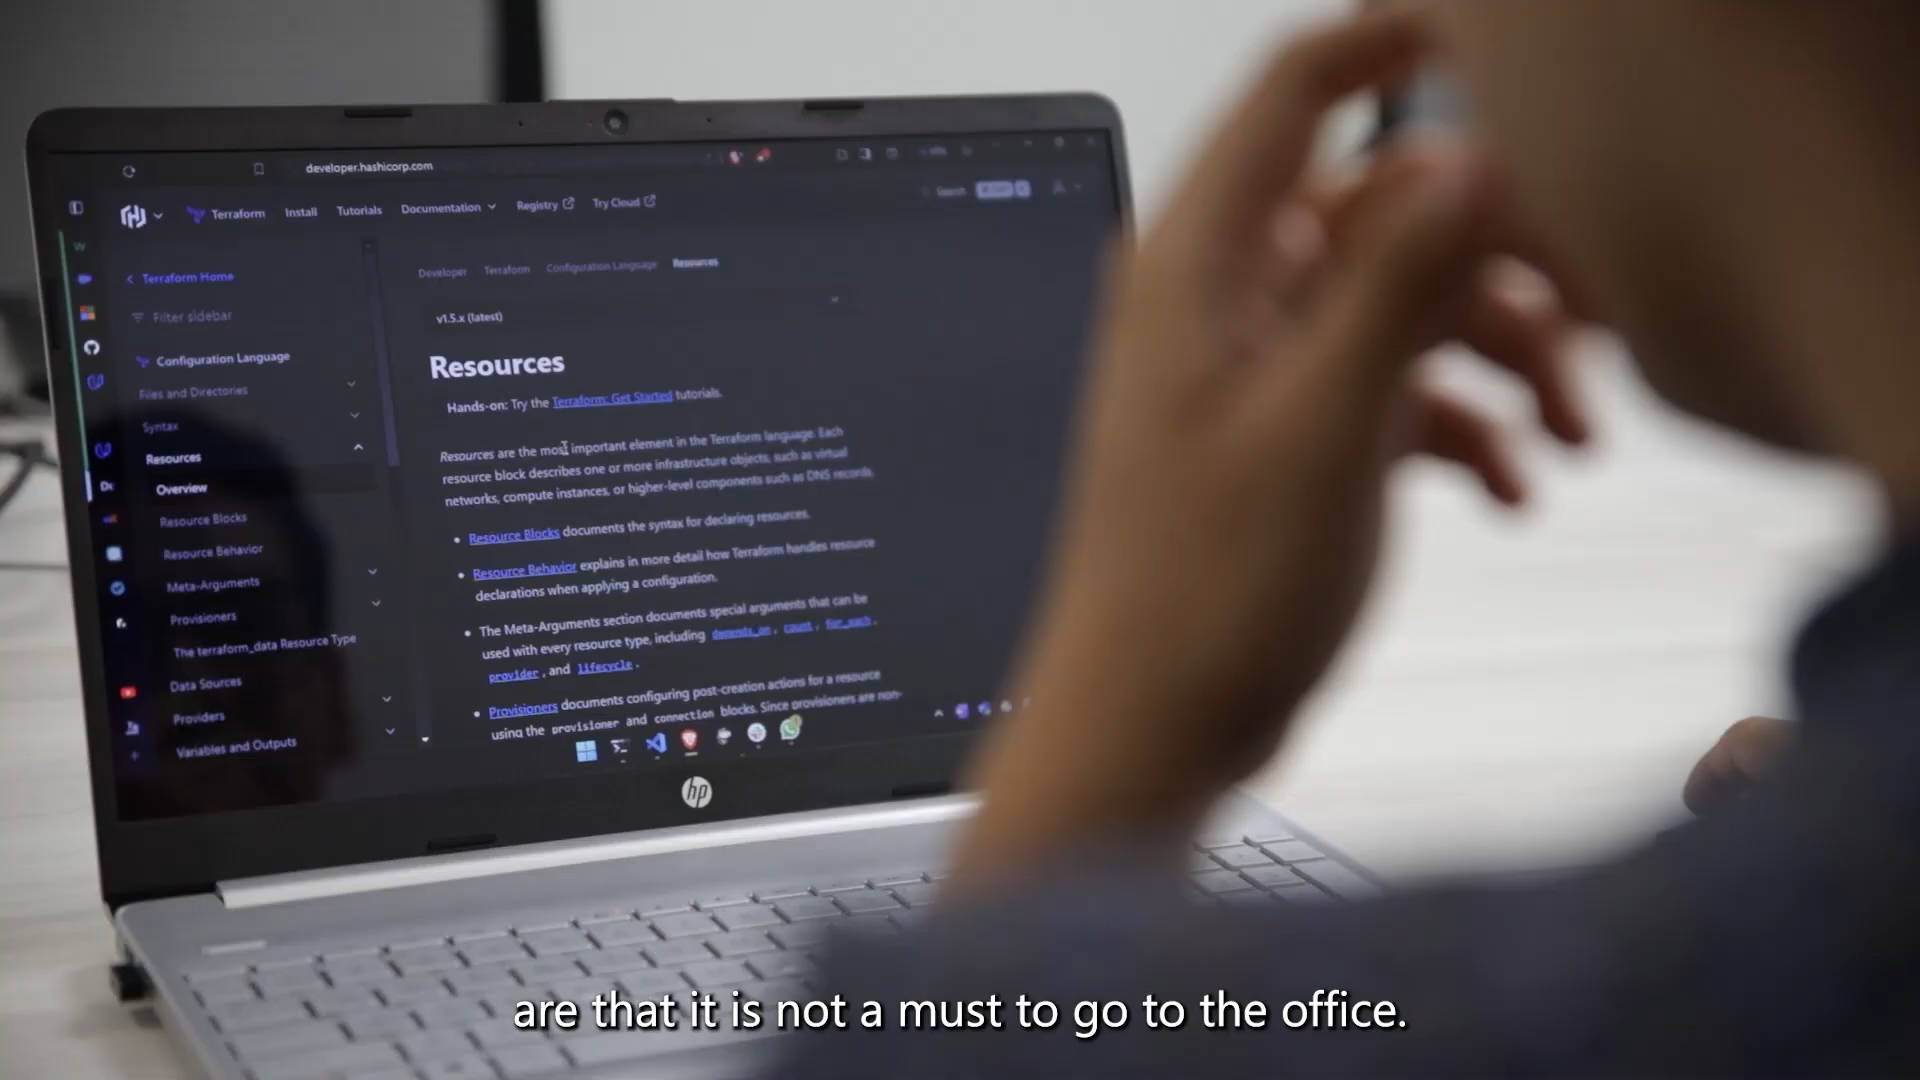 developer.hashicorp.com
Terraform Install Tutorials Documentation Registry Try Cloud Search
Terraform Home
Filter sidebar
Configuration Language
Files and Directories
Syntax
Resources
Overview
Resource Blocks
Resource Behavior
Meta-Arguments
Provisioners
The terraform_data Resource Type
Data Sources
Providers
Variables and Outputs
Developer Terraform Configuration Language Resources
v1.5.x (latest)
Resources
Hands-on: Try the Terraform: Get Started tutorials.
Resources are the most important element in the Terraform language. Each
resource block describes one or more infrastructure objects, such as virtual
networks, compute instances, or higher-level components such as DNS records.
• Resource Blocks documents the syntax for declaring resources.
• Resource Behavior explains in more detail how Terraform handles resource
declarations when applying a configuration.
• The Meta-Arguments section documents special arguments that can be
used with every resource type, including depends_on, count, for_each,
provider, and lifecycle.
• Provisioners documents configuring post-creation actions for a resource
using the provisioner and connection blocks. Since provisioners are non-
hp
are that it is not a must to go to the office.